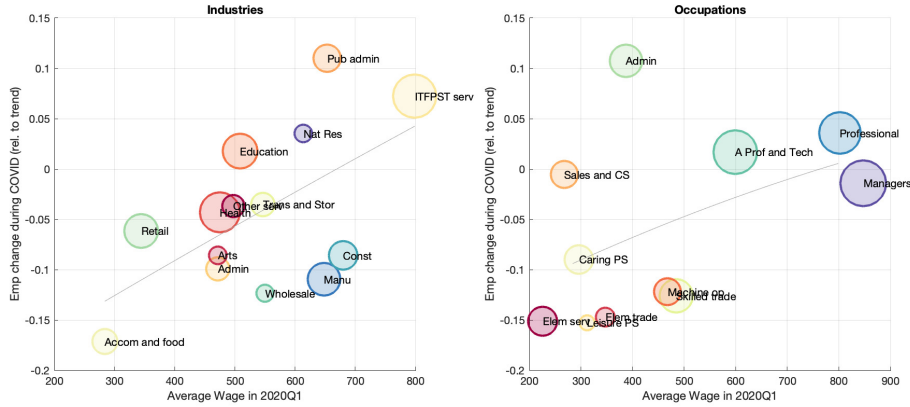 Industries
0.15
0.1
0.05
0
-0.05
-0.1
-0.15
-0.2
Emp change during COVID (rel. to trend)
Pub admin
ITFPST serv
Nat Res
Education
Trans and Stor
Other serv
Health
Retail
Arts
Const
Admin
Manu
Wholesale
Accom and food
200 300 400 500 600 700 800
Average Wage in 2020Q1
Occupations
0.15
0.1
0.05
0
-0.05
-0.1
-0.15
-0.2
Emp change during COVID (rel. to trend)
Admin
Professional
A Prof and Tech
Sales and CS
Managers
Caring PS
Machine op
Skilled trade
Elem trade
Elem serv
Leisure PS
200 300 400 500 600 700 800 900
Average Wage in 2020Q1